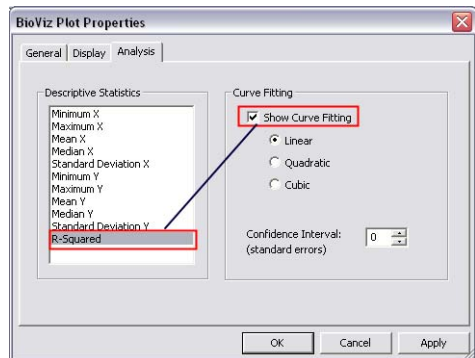 BioViz Plot Properties
General Display Analysis
Descriptive Statistics
Minimum X
Maximum X
Mean X
Median X
Standard Deviation X
Minimum Y
Maximum Y
Mean Y
Median Y
Standard Deviation Y
R-Squared
Curve Fitting
Show Curve Fitting
Linear
Quadratic
Cubic
Confidence Interval: 0
(standard errors)
OK Cancel Apply